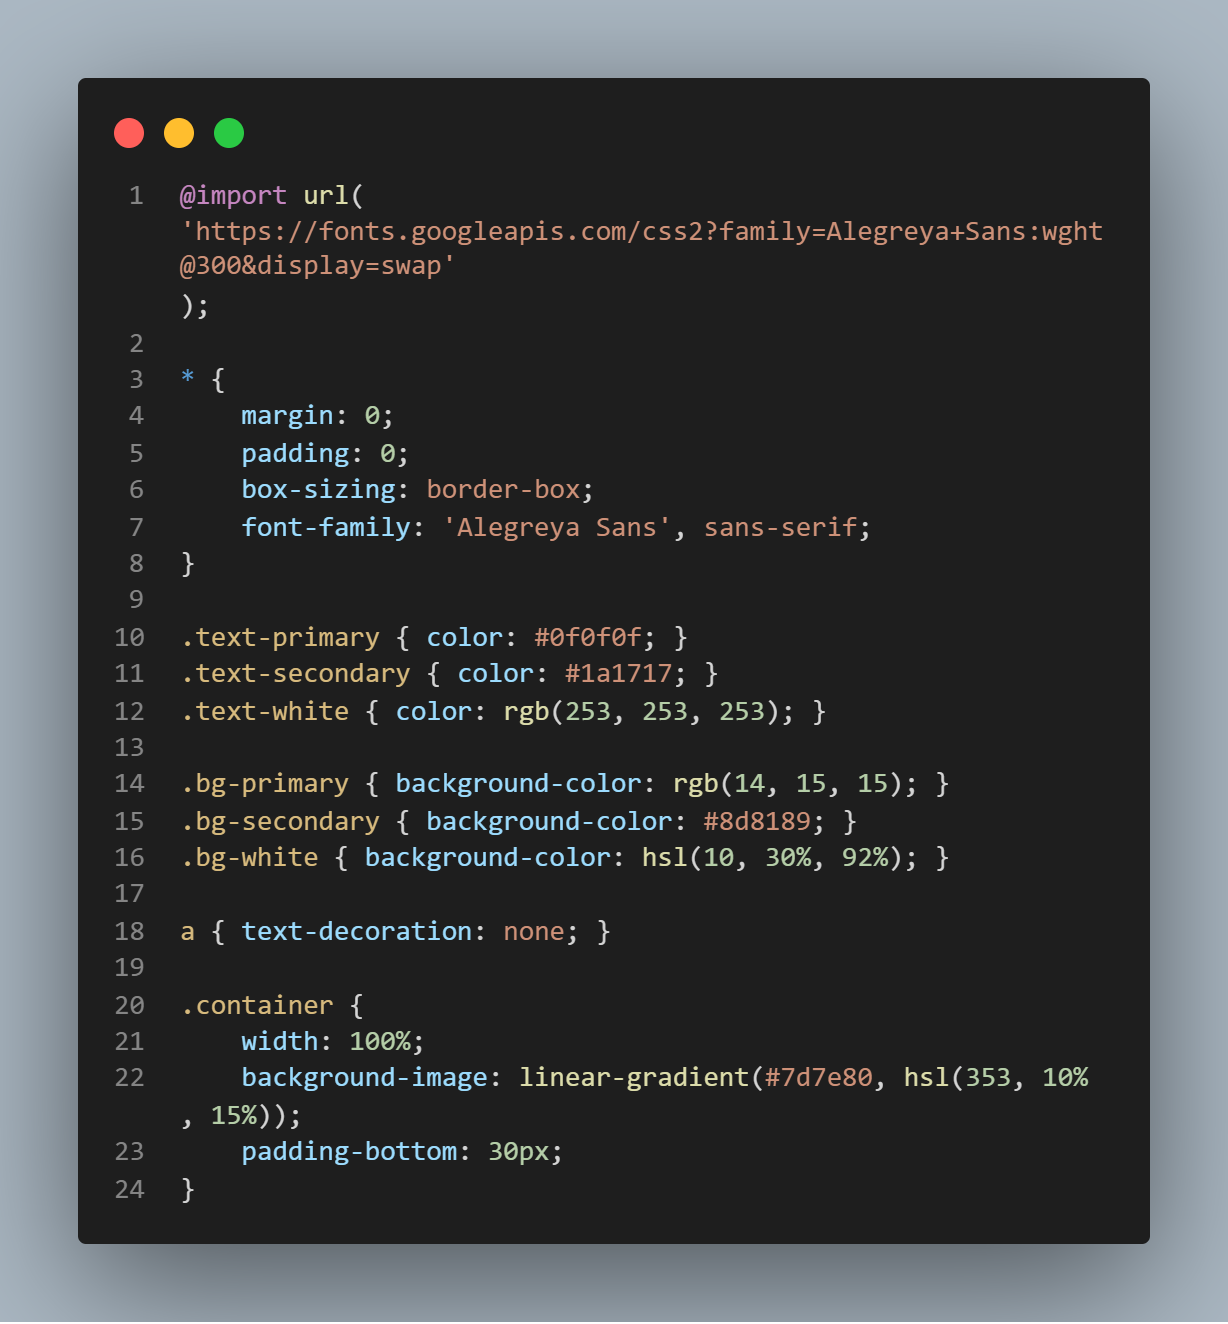 1 @import url(
'https://fonts.googleapis.com/css2?family=Alegreya+Sans:wght
@300&display=swap'
);
2
3 * {
4     margin: 0;
5     padding: 0;
6     box-sizing: border-box;
7     font-family: 'Alegreya Sans', sans-serif;
8 }
9
10 .text-primary { color: #0f0f0f; }
11 .text-secondary { color: #1a1717; }
12 .text-white { color: rgb(253, 253, 253); }
13
14 .bg-primary { background-color: rgb(14, 15, 15); }
15 .bg-secondary { background-color: #8d8189; }
16 .bg-white { background-color: hsl(10, 30%, 92%); }
17
18 a { text-decoration: none; }
19
20 .container {
21     width: 100%;
22     background-image: linear-gradient(#7d7e80, hsl(353, 10%
, 15%));
23     padding-bottom: 30px;
24 }